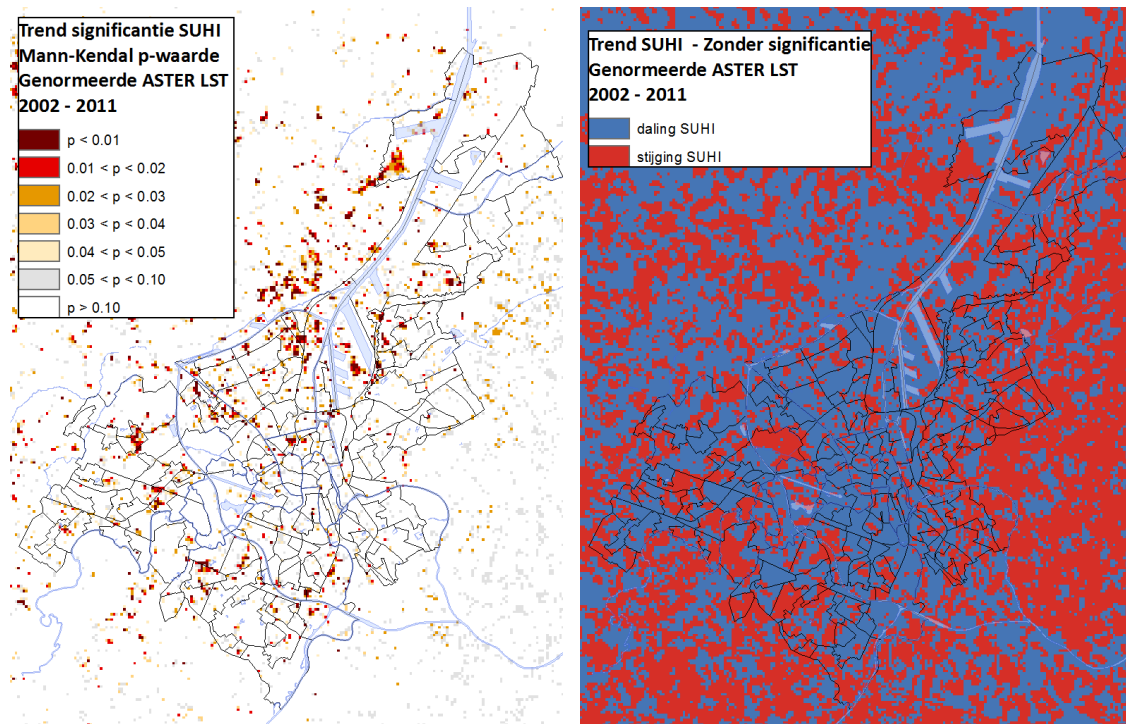 Trend significantie SUHI
Mann-Kendal p-waarde
Genormeerde ASTER LST
2002 - 2011
p < 0.01
0.01 < p < 0.02
0.02 < p < 0.03
0.03 < p < 0.04
0.04 < p < 0.05
0.05 < p < 0.10
p > 0.10
Trend SUHI - Zonder significantie
Genormeerde ASTER LST
2002 - 2011
daling SUHI
stijging SUHI